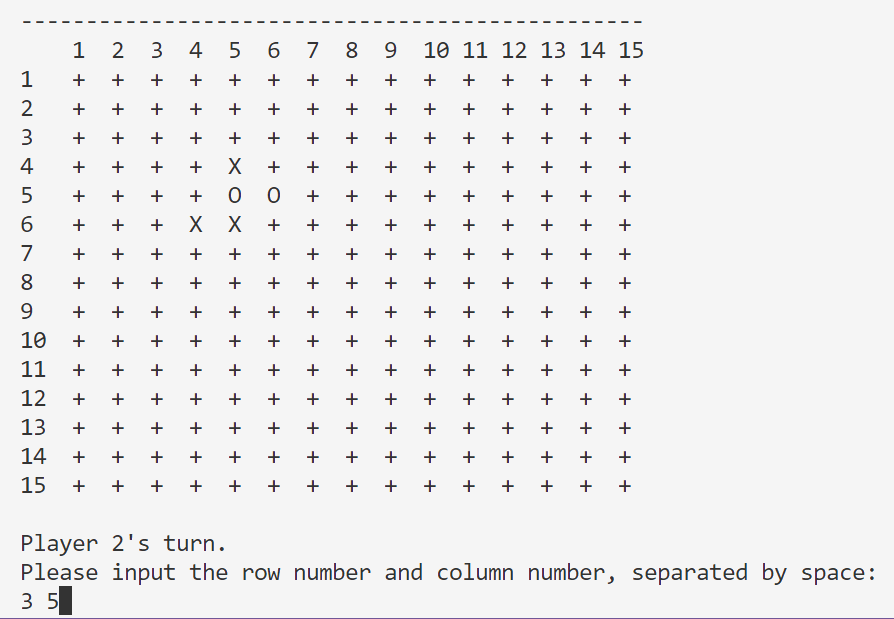 ------------------------------------------------
1 2 3 4 5 6 7 8 9 10 11 12 13 14 15
1 + + + + + + + + + + + + + + +
2 + + + + + + + + + + + + + + +
3 + + + + + + + + + + + + + + +
4 + + + + X + + + + + + + + + +
5 + + + + O O + + + + + + + + +
6 + + + X X + + + + + + + + + +
7 + + + + + + + + + + + + + + +
8 + + + + + + + + + + + + + + +
9 + + + + + + + + + + + + + + +
10 + + + + + + + + + + + + + + +
11 + + + + + + + + + + + + + + +
12 + + + + + + + + + + + + + + +
13 + + + + + + + + + + + + + + +
14 + + + + + + + + + + + + + + +
15 + + + + + + + + + + + + + + +
Player 2's turn.
Please input the row number and column number, separated by space:
3 5